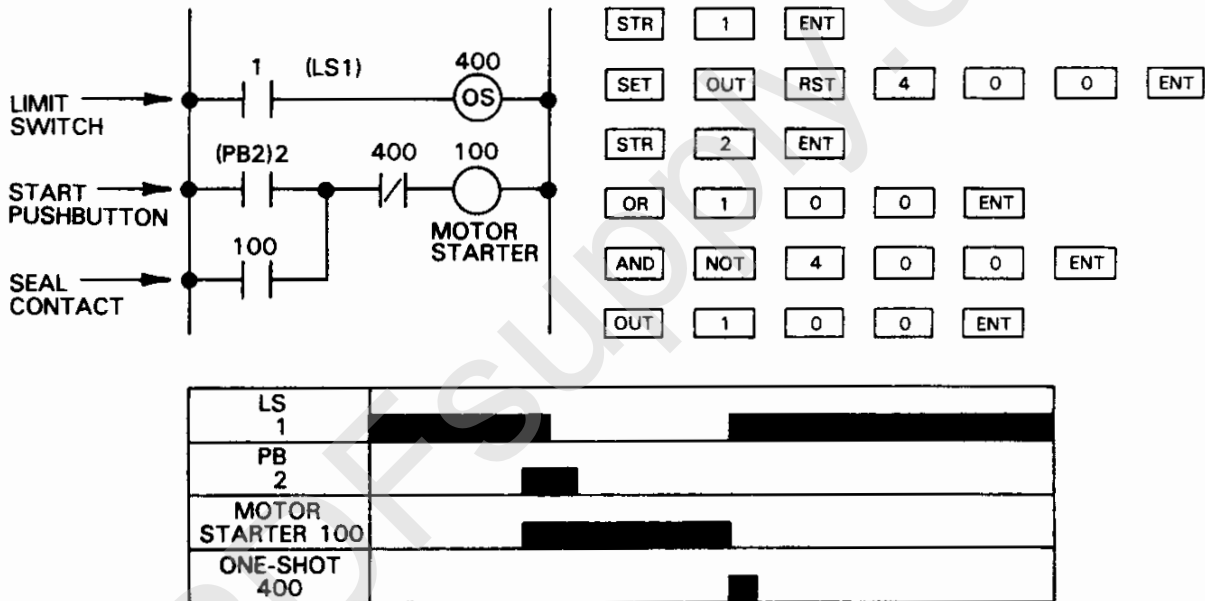 1 (LS1) 400
LIMIT
SWITCH
OS
(PB2)2 400 100
START
PUSHBUTTON
MOTOR
STARTER
100
SEAL
CONTACT
STR 1 ENT
SET OUT RST 4 0 0 ENT
STR 2 ENT
OR 1 0 0 ENT
AND NOT 4 0 0 ENT
OUT 1 0 0 ENT
LS
1
PB
2
MOTOR
STARTER 100
ONE-SHOT
400